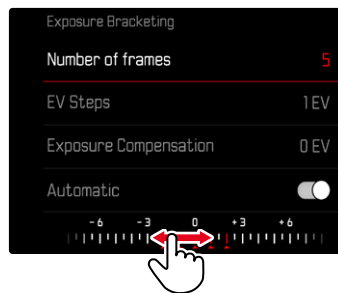 Exposure Bracketing
Number of frames 5
EV Steps 1 EV
Exposure Compensation 0 EV
Automatic
-6 -3 0 +3 +6